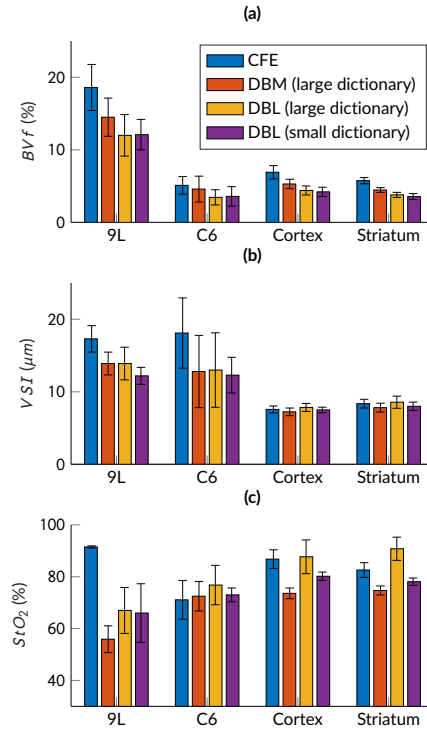 (a)
20
10
0
BVf (%)
CFE
DBM (large dictionary)
DBL (large dictionary)
DBL (small dictionary)
9L C6 Cortex Striatum
(b)
20
10
0
VSI (μm)
9L C6 Cortex Striatum
(c)
100
80
60
40
StO₂ (%)
9L C6 Cortex Striatum